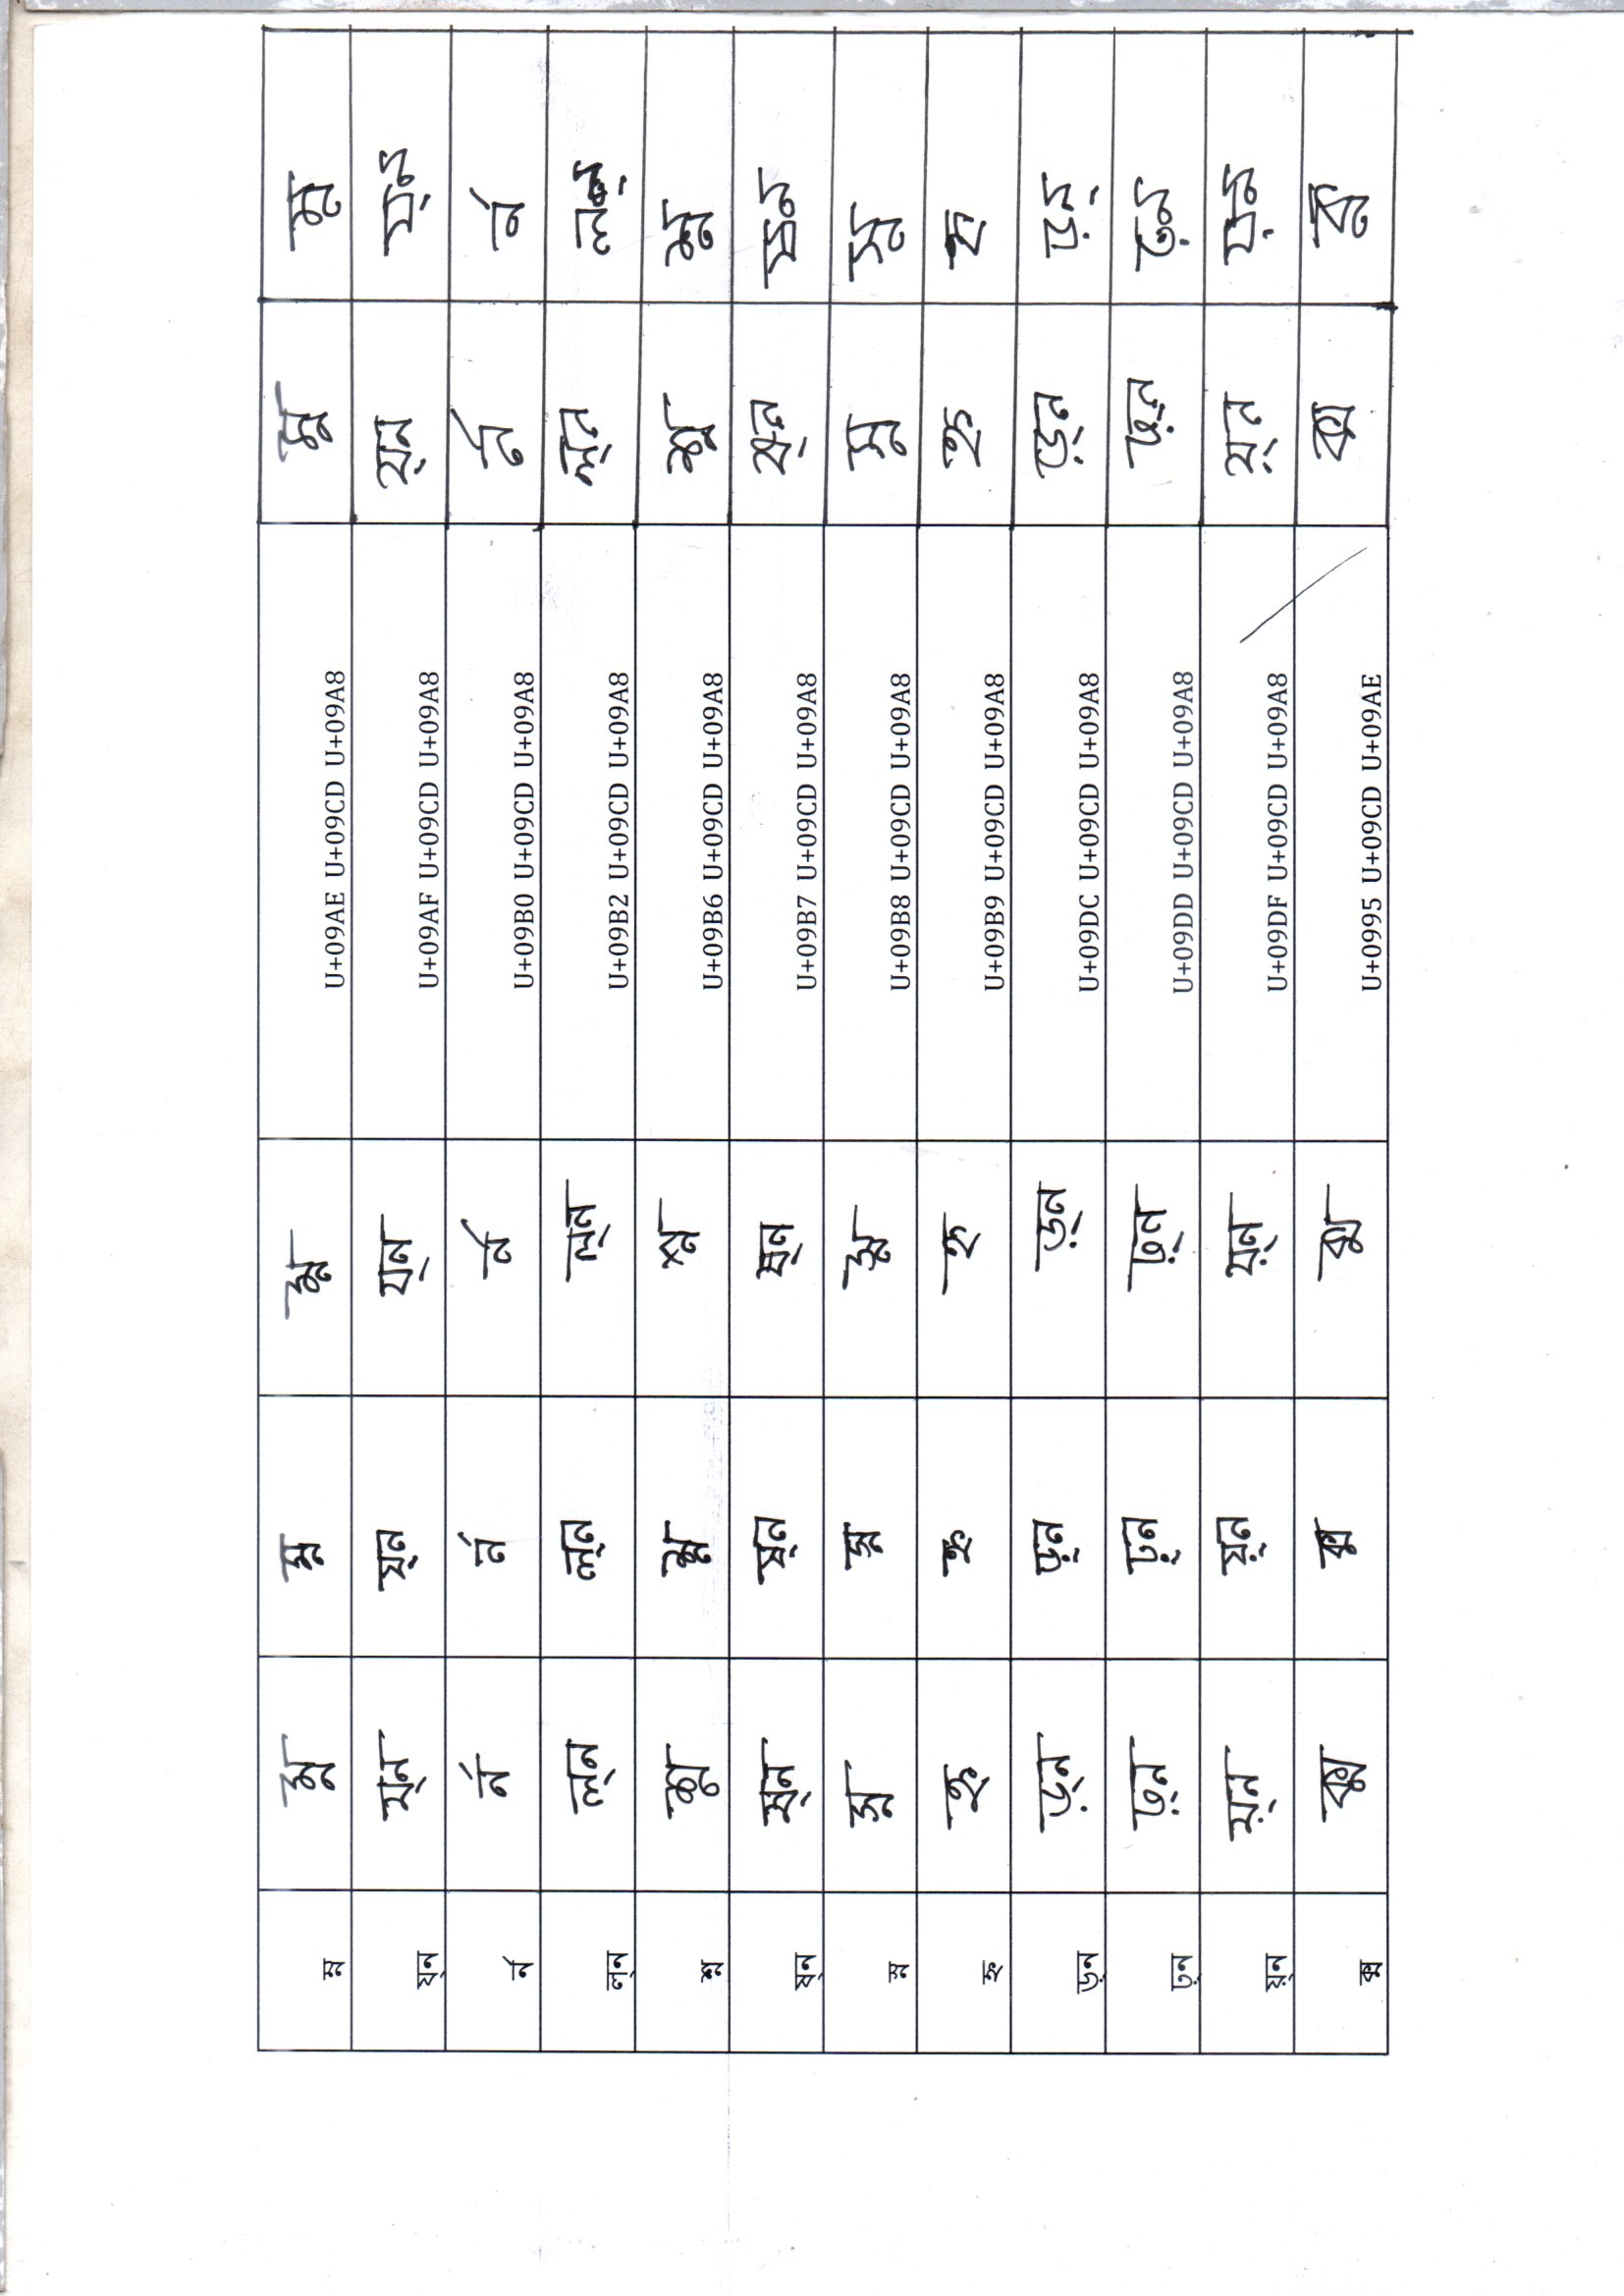 ম্ন ম্ন ম্ন ম্ন U+09AE U+09CD U+09A8 ম্ন ম্ন
য্ন য্ন য্ন য্ন U+09AF U+09CD U+09A8 য্ন য্ন
র্ন র্ন র্ন র্ন U+09B0 U+09CD U+09A8 র্ন র্ন
ল্ন ল্ন ল্ন ল্ন U+09B2 U+09CD U+09A8 ল্ন
শ্ন শ্ন শ্ন শ্ন U+09B6 U+09CD U+09A8 শ্ন শ্ন
ষ্ন ষ্ন ষ্ন ষ্ন U+09B7 U+09CD U+09A8 ষ্ন ষন
স্ন স্ন স্ন স্ন U+09B8 U+09CD U+09A8 স্ন স্ন
হ্ন হ্ন হ্ন হ্ন U+09B9 U+09CD U+09A8 হ্ন হ্ন
ড়্ন ড়্ন ড়্ন ড়্ন U+09DC U+09CD U+09A8 ড়্ন ড়ন্
ঢ়্ন ঢ়্ন ঢ়্ন ঢ়্ন U+09DD U+09CD U+09A8 ঢ়্ন ঢ়ন
য়্ন য়্ন য়্ন য়্ন U+09DF U+09CD U+09A8 য়্ন য়ন
ক্ম ক্ম ক্ম ক্ম U+0995 U+09CD U+09AE ক্ম